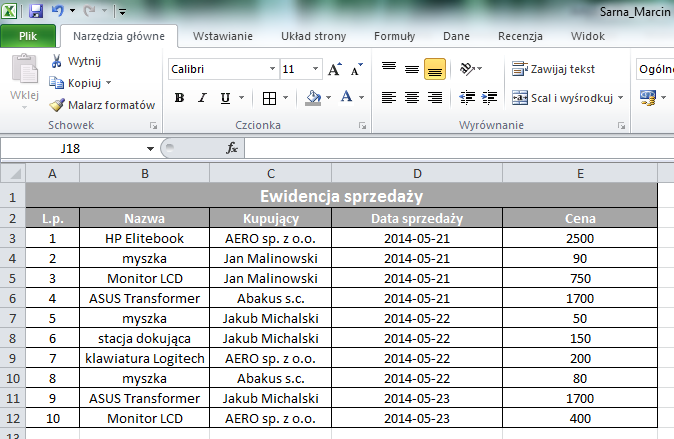 Sarna_Marcin
Plik Narzędzia główne Wstawianie Układ strony Formuły Dane Recenzja Widok
Wklej
Wytnij
Kopiuj
Malarz formatów
Schowek
Calibri 11
B I U A
Czcionka
Zawijaj tekst
Scal i wyśrodkuj
Wyrównanie
Ogólne
J18 fx
A B C D E
1 Ewidencja sprzedaży
2 L.p. Nazwa Kupujący Data sprzedaży Cena
3 1 HP Elitebook AERO sp. z o.o. 2014-05-21 2500
4 2 myszka Jan Malinowski 2014-05-21 90
5 3 Monitor LCD Jan Malinowski 2014-05-21 750
6 4 ASUS Transformer Abakus s.c. 2014-05-21 1700
7 5 myszka Jakub Michalski 2014-05-22 50
8 6 stacja dokująca Jakub Michalski 2014-05-22 150
9 7 klawiatura Logitech AERO sp. z o.o. 2014-05-22 200
10 8 myszka Abakus s.c. 2014-05-22 80
11 9 ASUS Transformer Jakub Michalski 2014-05-23 1700
12 10 Monitor LCD AERO sp. z o.o. 2014-05-23 400